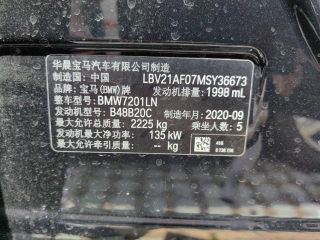 华晨宝马汽车有限公司
制造国：中国 LBV21AF07MSY36673
品牌：宝马(BMW)牌 发动机排量：1998 mL
整车型号：BMW7201LN
发动机型号：B48B20C 制造年月：2020-09
最大允许总质量：2225 kg 乘坐人数：5
发动机最大净功率：135 kW
最大允许牵引质量：-- kg